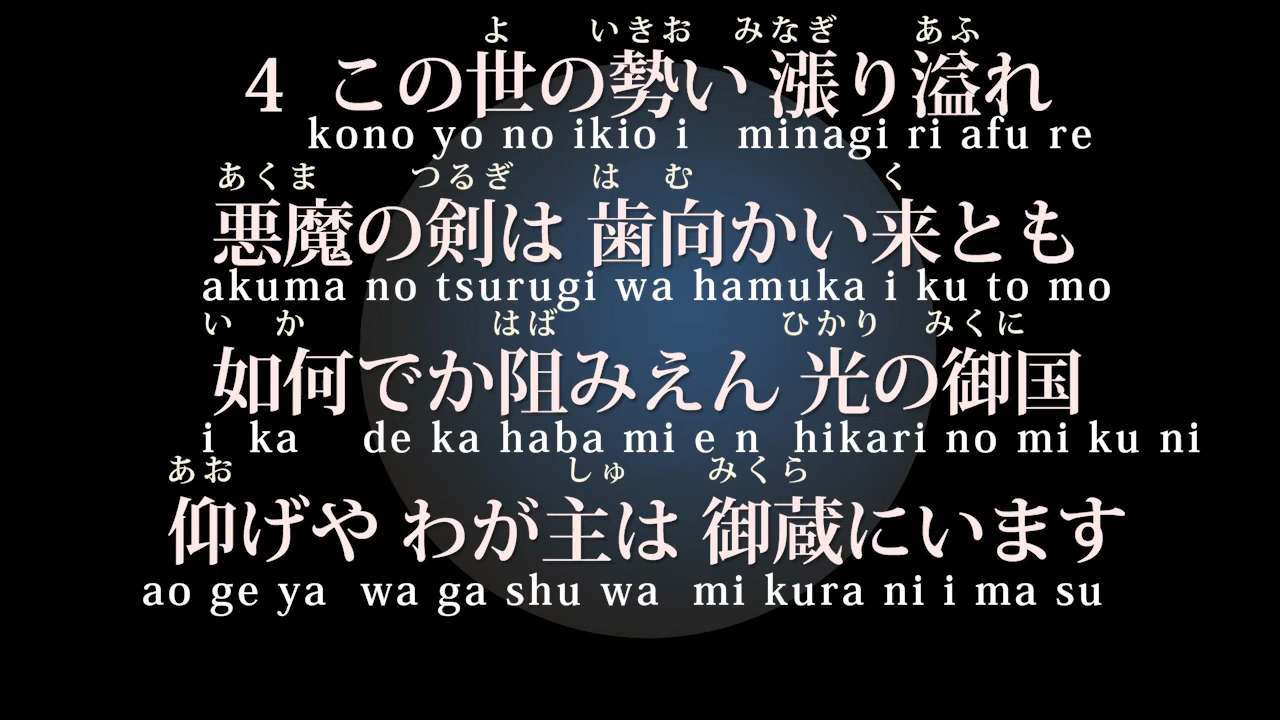 よ いきお みなぎ あふ
4 この世の勢い 漲り溢れ
kono yo no ikio i minagi ri afu re
あくま つるぎ は む く
悪魔の剣は 歯向かい来とも
akuma no tsurugi wa hamuka i ku to mo
い か はば ひかり みくに
如何でか阻みえん 光の御国
i ka de ka haba mi e n hikari no mi ku ni
あお しゅ みくら
仰げや わが主は 御蔵にいます
ao ge ya wa ga shu wa mi kura ni i ma su